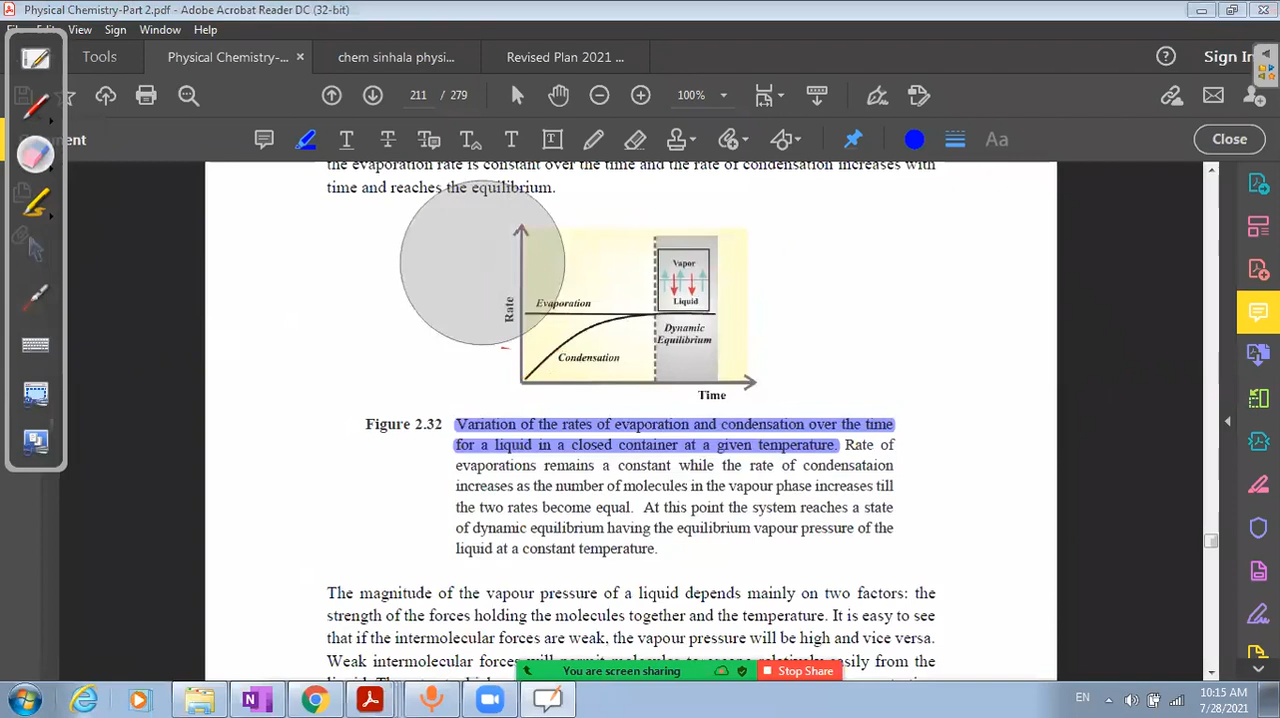 Physical Chemistry-Part 2.pdf - Adobe Acrobat Reader DC (32-bit)
View Sign Window Help
Tools Physical Chemistry-... × chem sinhala physi... Revised Plan 2021 ... Sign In
211 / 279 100%
ment Close
the evaporation rate is constant over the time and the rate of condensation increases with
time and reaches the equilibrium.
Vapor
Liquid
Evaporation
Rate
Dynamic
Equilibrium
Condensation
Time
Figure 2.32 Variation of the rates of evaporation and condensation over the time
for a liquid in a closed container at a given temperature. Rate of
evaporations remains a constant while the rate of condensataion
increases as the number of molecules in the vapour phase increases till
the two rates become equal. At this point the system reaches a state
of dynamic equilibrium having the equilibrium vapour pressure of the
liquid at a constant temperature.
The magnitude of the vapour pressure of a liquid depends mainly on two factors: the
strength of the forces holding the molecules together and the temperature. It is easy to see
that if the intermolecular forces are weak, the vapour pressure will be high and vice versa.
Weak intermolecular forces will permit molecules to escape relatively easily from the
You are screen sharing Stop Share
EN 10:15 AM
7/28/2021